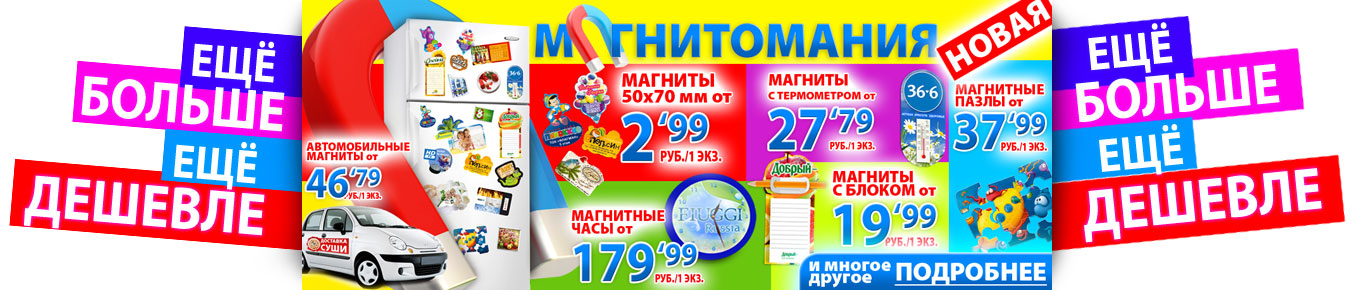 ЕЩЁ
БОЛЬШЕ
ЕЩЁ
ДЕШЕВЛЕ
МАГНИТОМАНИЯ
НОВАЯ
АВТОМОБИЛЬНЫЕ
МАГНИТЫ от
46‘79
РУБ./1 ЭКЗ.
ДОСТАВКА
СУШИ
МАГНИТЫ
50х70 мм от
2‘99
РУБ./1 ЭКЗ.
МАГНИТЫ
С ТЕРМОМЕТРОМ от
27‘79
РУБ./1 ЭКЗ.
36·6
МАГНИТНЫЕ
ПАЗЛЫ от
37‘99
РУБ./1 ЭКЗ.
МАГНИТНЫЕ
ЧАСЫ от
179‘99
РУБ./1 ЭКЗ.
FIUGGI
Russia
Добрый
МАГНИТЫ
С БЛОКОМ от
19‘99
РУБ./1 ЭКЗ.
и многое
другое
ПОДРОБНЕЕ
ЕЩЁ
БОЛЬШЕ
ЕЩЁ
ДЕШЕВЛЕ